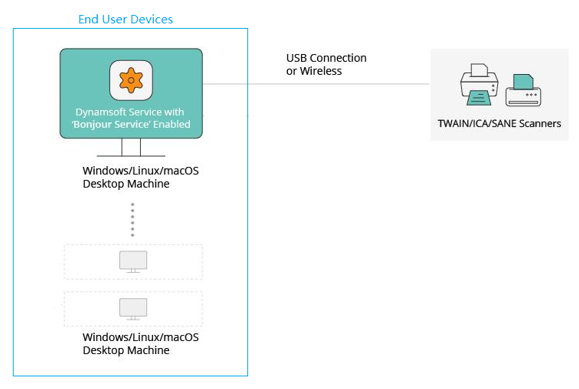 End User Devices
USB Connection
or Wireless
Dynamsoft Service with
'Bonjour Service' Enabled
TWAIN/ICA/SANE Scanners
Windows/Linux/macOS
Desktop Machine
Windows/Linux/macOS
Desktop Machine